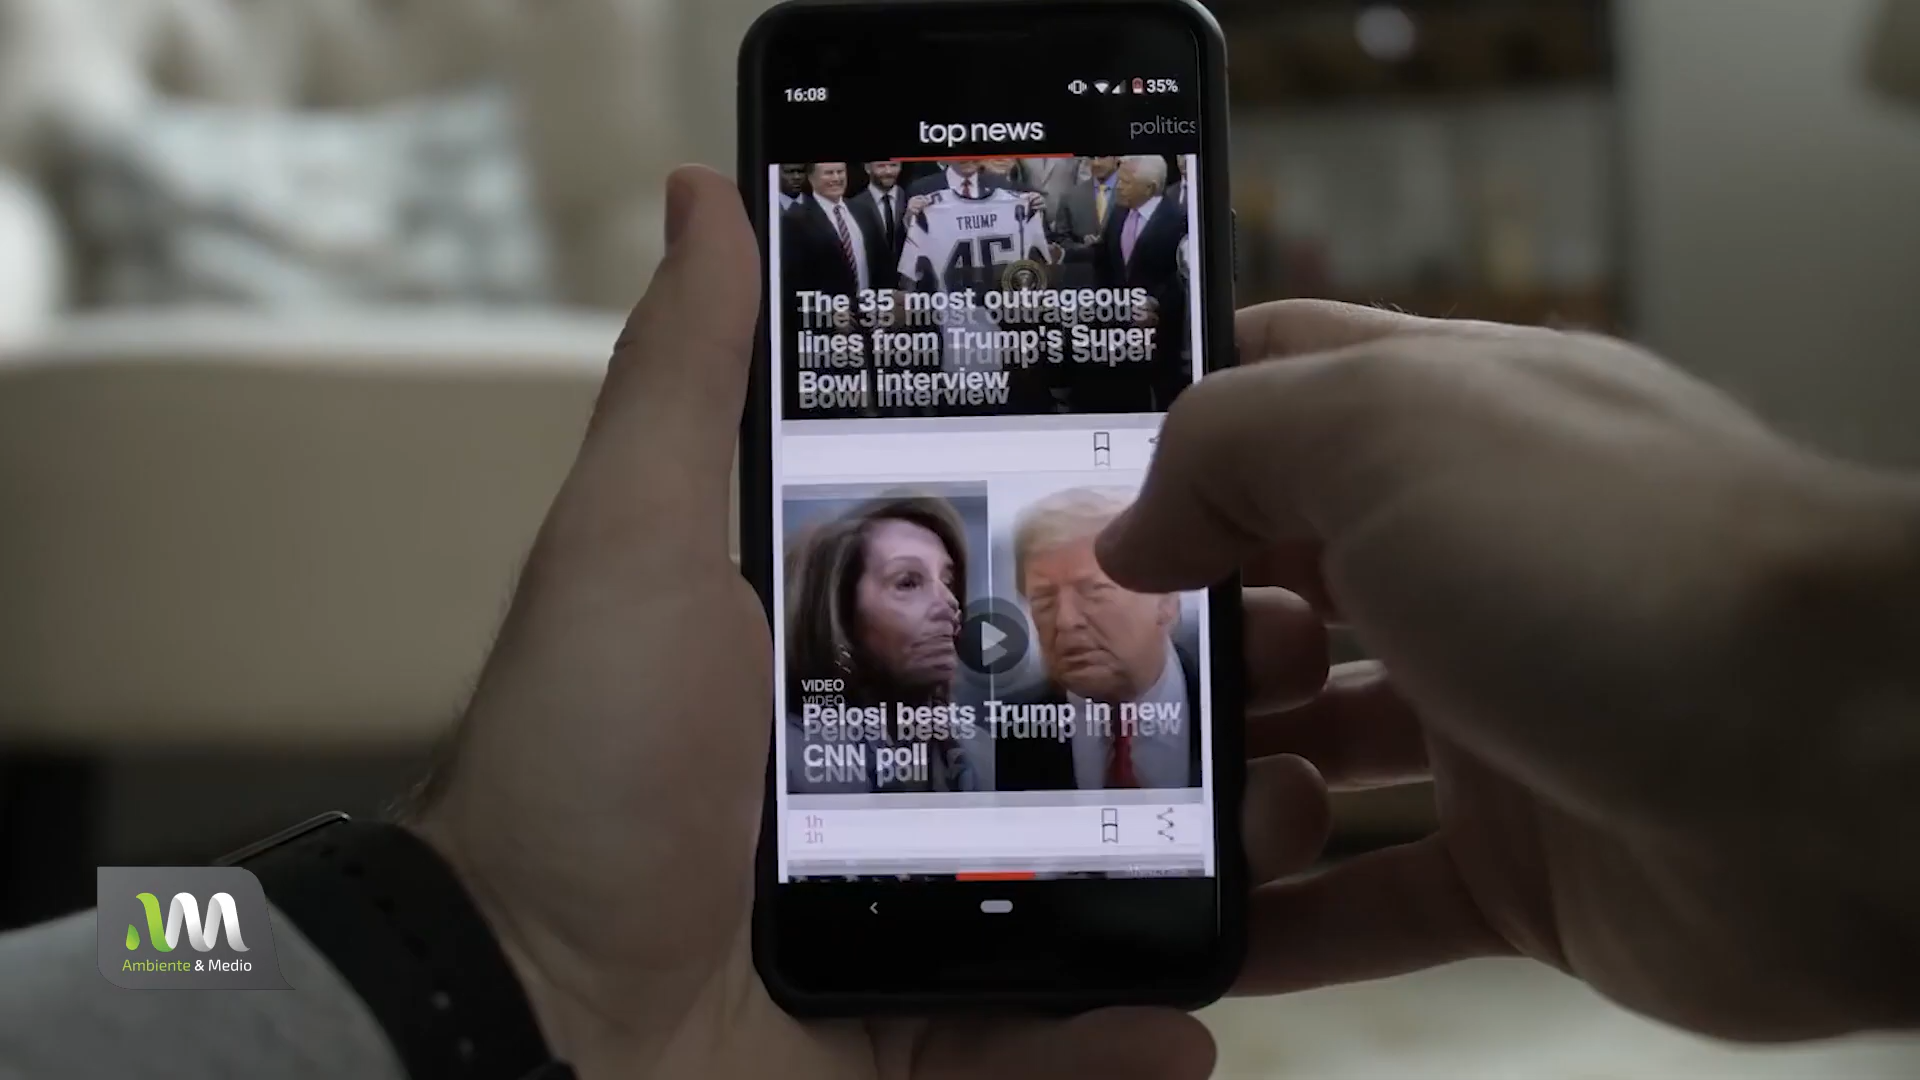 16:08
35%
top news
politics
TRUMP
The 35 most outrageous
lines from Trump's Super
Bowl interview
VIDEO
Pelosi bests Trump in new
CNN poll
1h
Ambiente & Medio